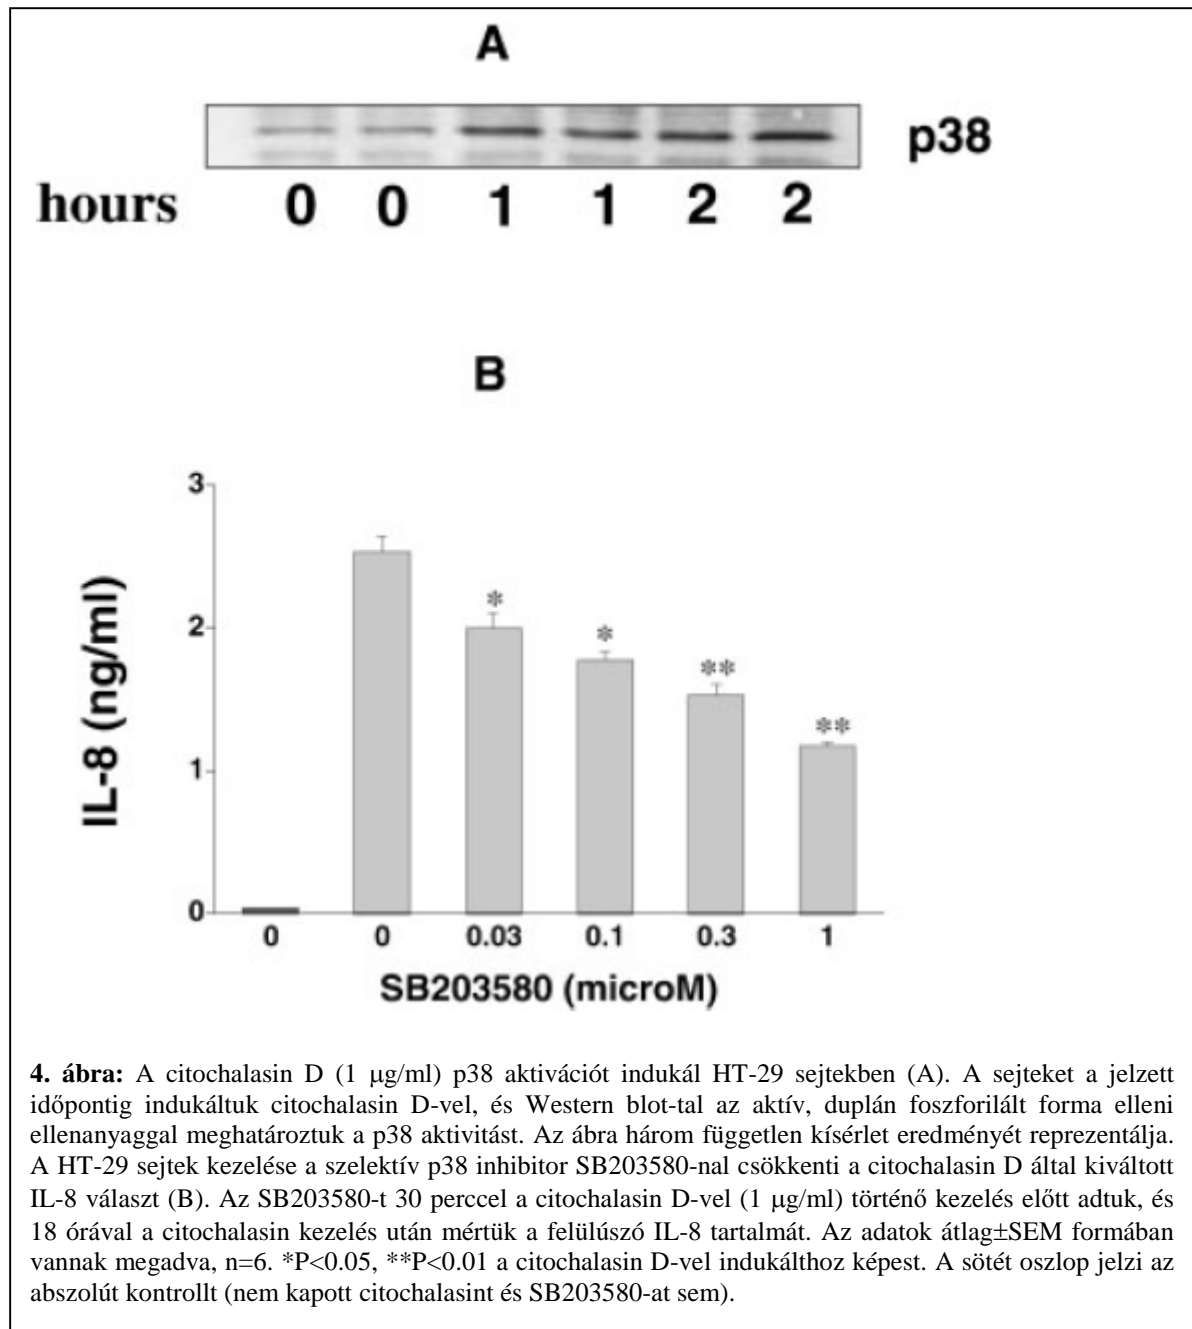 A
p38
hours 0 0 1 1 2 2
B
3
2
1
0
IL-8 (ng/ml)
*
*
**
**
0 0 0.03 0.1 0.3 1
SB203580 (microM)
4. ábra: A citochalasin D (1 µg/ml) p38 aktivációt indukál HT-29 sejtekben (A). A sejteket a jelzett
időpontig indukáltuk citochalasin D-vel, és Western blot-tal az aktív, duplán foszforilált forma elleni
ellenanyaggal meghatároztuk a p38 aktivitást. Az ábra három független kísérlet eredményét reprezentálja.
A HT-29 sejtek kezelése a szelektív p38 inhibitor SB203580-nal csökkenti a citochalasin D által kiváltott
IL-8 választ (B). Az SB203580-t 30 perccel a citochalasin D-vel (1 µg/ml) történő kezelés előtt adtuk, és
18 órával a citochalasin kezelés után mértük a felülúszó IL-8 tartalmát. Az adatok átlag±SEM formában
vannak megadva, n=6. *P<0.05, **P<0.01 a citochalasin D-vel indukálthoz képest. A sötét oszlop jelzi az
abszolút kontrollt (nem kapott citochalasint és SB203580-at sem).